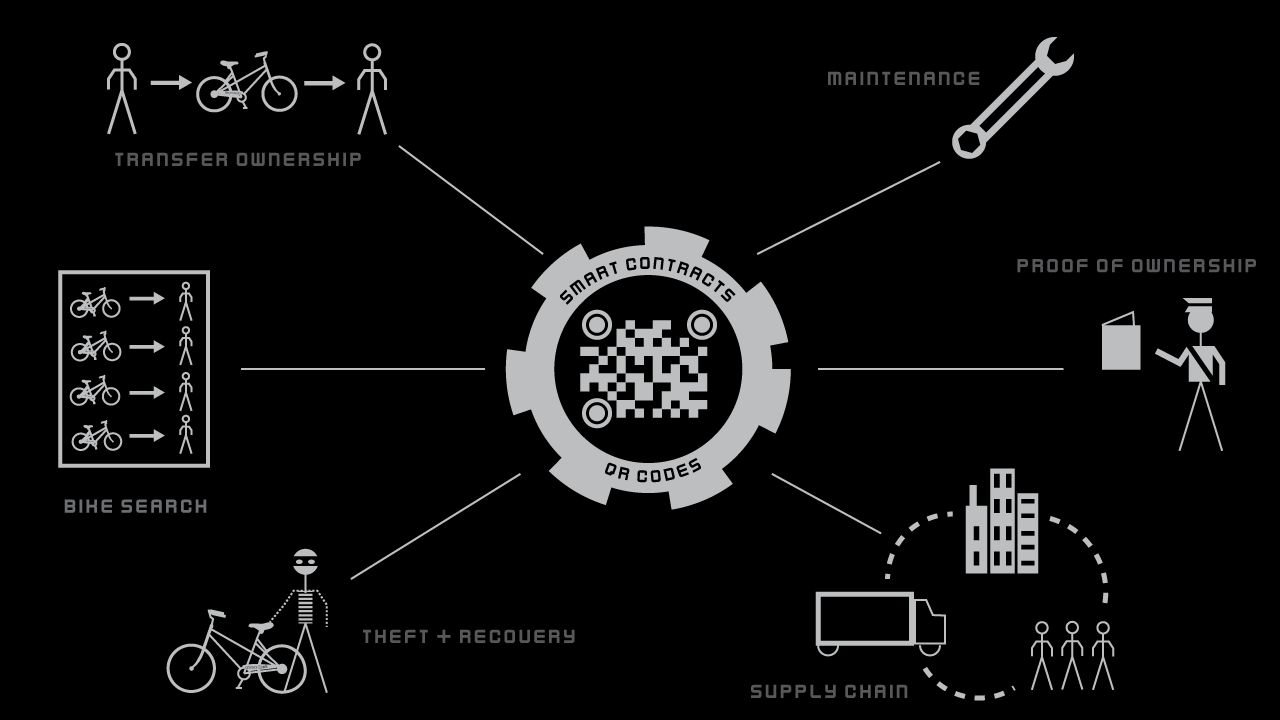 MAINTENANCE
TRANSFER OWNERSHIP
PROOF OF OWNERSHIP
SMART CONTRACTS
QR CODES
BIKE SEARCH
THEFT + RECOVERY
SUPPLY CHAIN